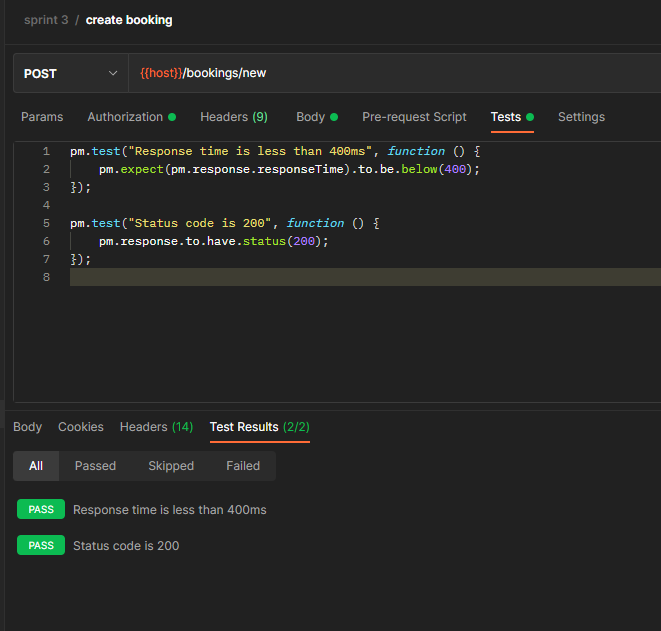 sprint 3 / create booking
POST {{host}}/bookings/new
Params Authorization Headers (9) Body Pre-request Script Tests Settings
1 pm.test("Response time is less than 400ms", function () {
2 pm.expect(pm.response.responseTime).to.be.below(400);
3 });
4
5 pm.test("Status code is 200", function () {
6 pm.response.to.have.status(200);
7 });
8
Body Cookies Headers (14) Test Results (2/2)
All Passed Skipped Failed
PASS Response time is less than 400ms
PASS Status code is 200